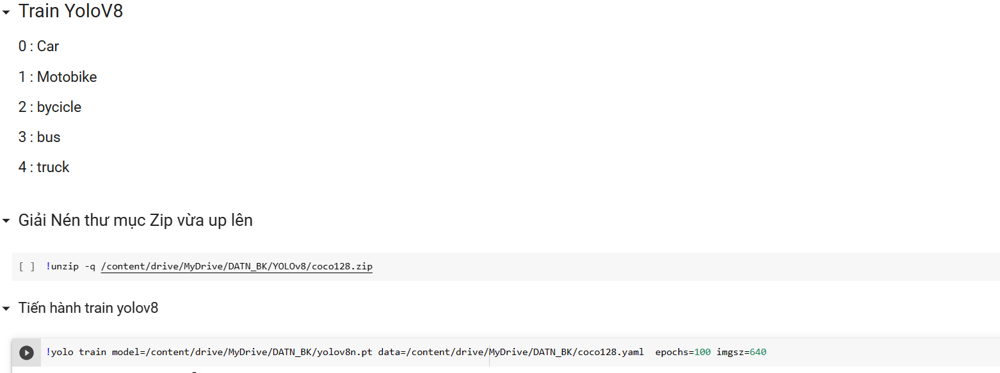 Train YoloV8
0 : Car
1 : Motobike
2 : bycicle
3 : bus
4 : truck
Giải Nén thư mục Zip vừa up lên
[ ] !unzip -q /content/drive/MyDrive/DATN_BK/YOLOv8/coco128.zip
Tiến hành train yolov8
!yolo train model=/content/drive/MyDrive/DATN_BK/yolov8n.pt data=/content/drive/MyDrive/DATN_BK/coco128.yaml  epochs=100 imgsz=640